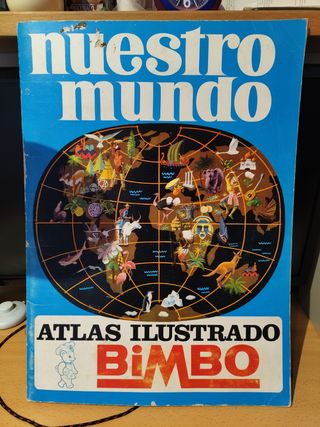 nuestro
mundo
ATLAS ILUSTRADO
BiMBO